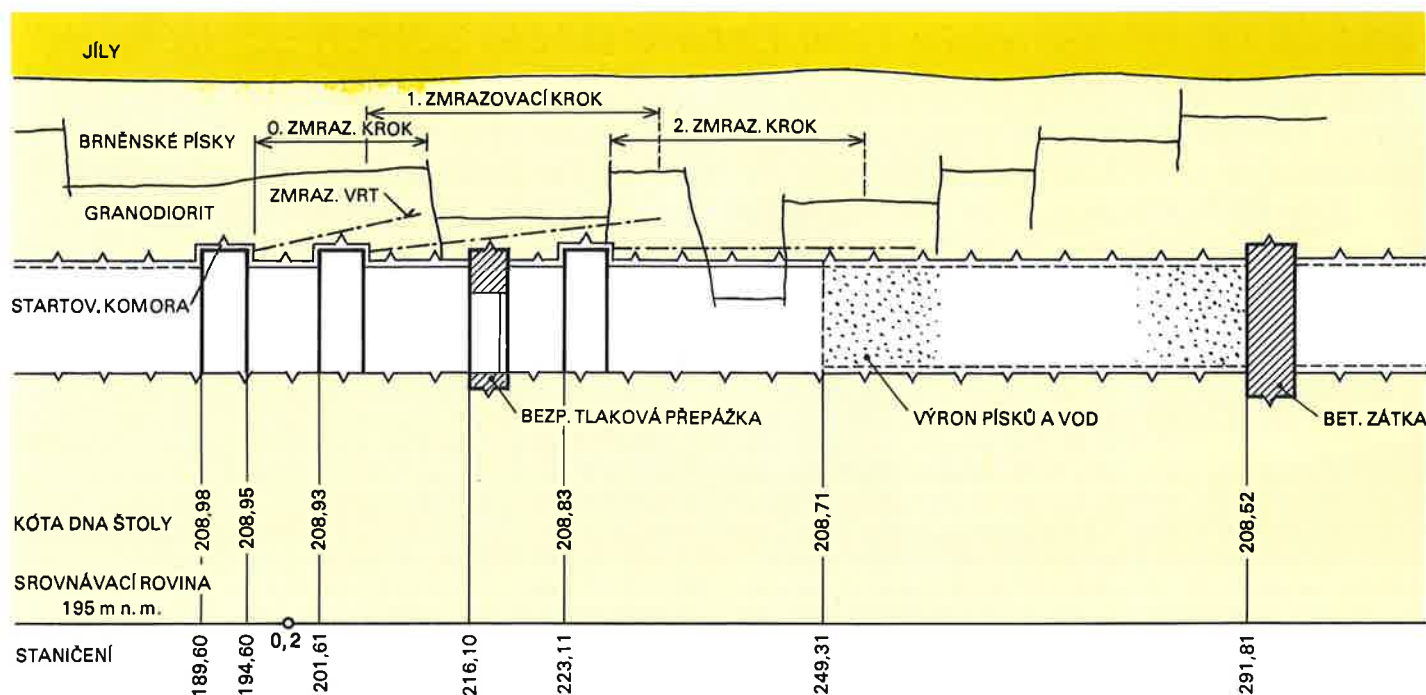 JÍLY
1. ZMRAZOVACÍ KROK
BRNĚNSKÉ PÍSKY
0. ZMRAZ. KROK
2. ZMRAZ. KROK
ZMRAZ. VRT
GRANODIORIT
STARTOV. KOMORA
BEZP. TLAKOVÁ PŘEPÁŽKA
VÝRON PÍSKŮ A VOD
BET. ZÁTKA
KÓTA DNA ŠTOLY
208,98
208,95
208,93
208,83
208,71
208,52
SROVNÁVACÍ ROVINA
195 m n. m.
0,2
STANIČENÍ
189,60
194,60
201,61
216,10
223,11
249,31
291,81